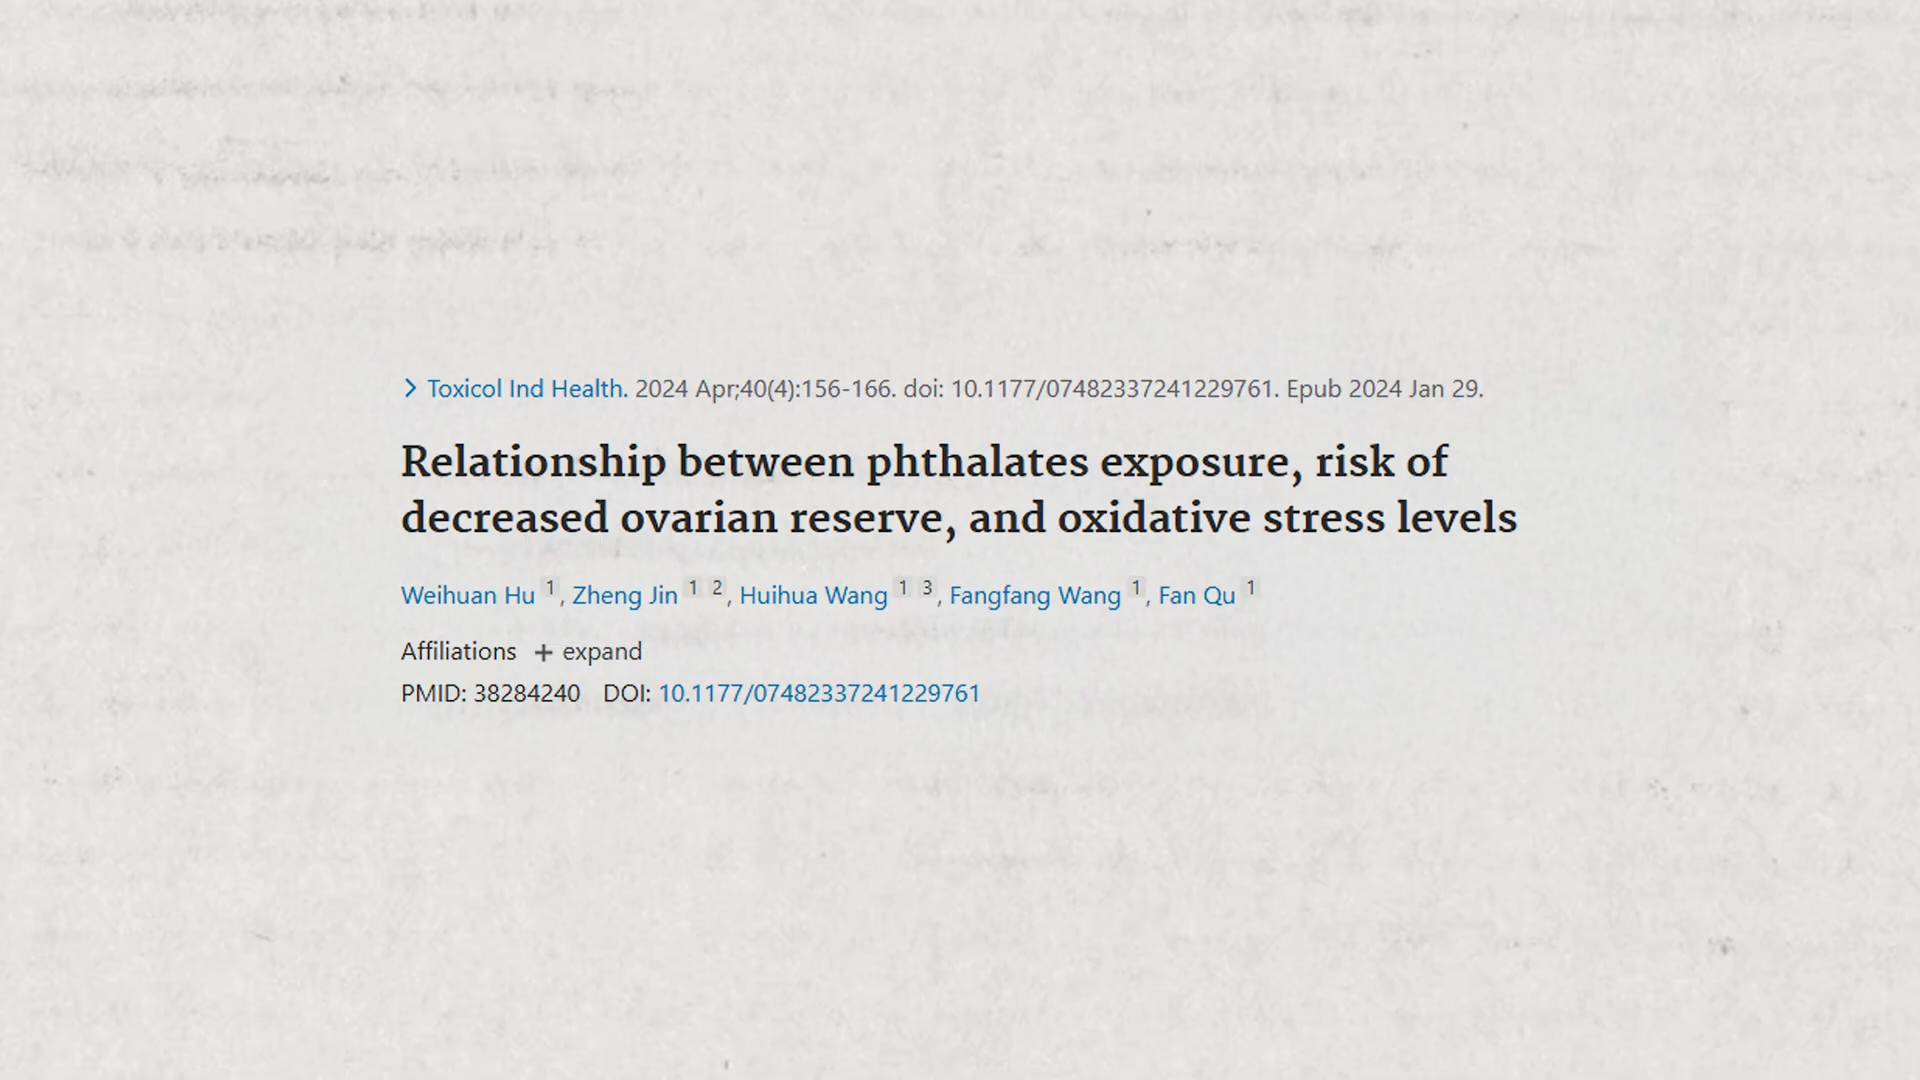 Toxicol Ind Health. 2024 Apr;40(4):156-166. doi: 10.1177/07482337241229761. Epub 2024 Jan 29.
Relationship between phthalates exposure, risk of
decreased ovarian reserve, and oxidative stress levels
Weihuan Hu 1, Zheng Jin 1 2, Huihua Wang 1 3, Fangfang Wang 1, Fan Qu 1
Affiliations + expand
PMID: 38284240 DOI: 10.1177/07482337241229761